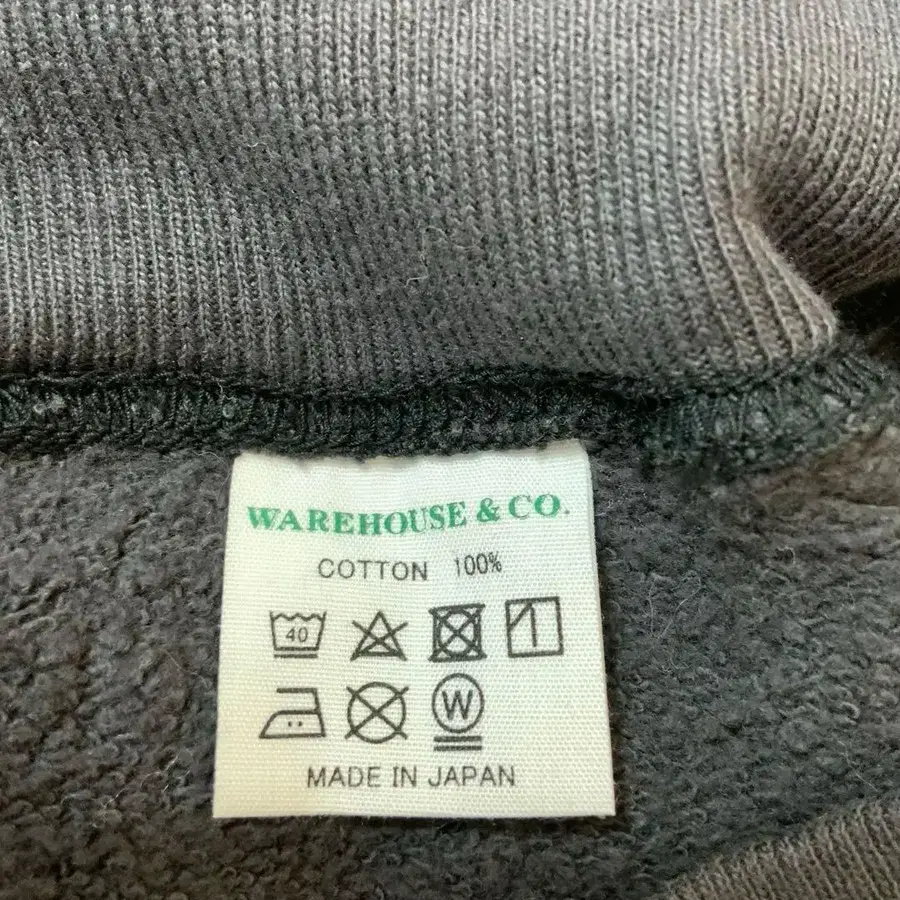 WAREHOUSE & CO.
COTTON 100%
40
W
MADE IN JAPAN